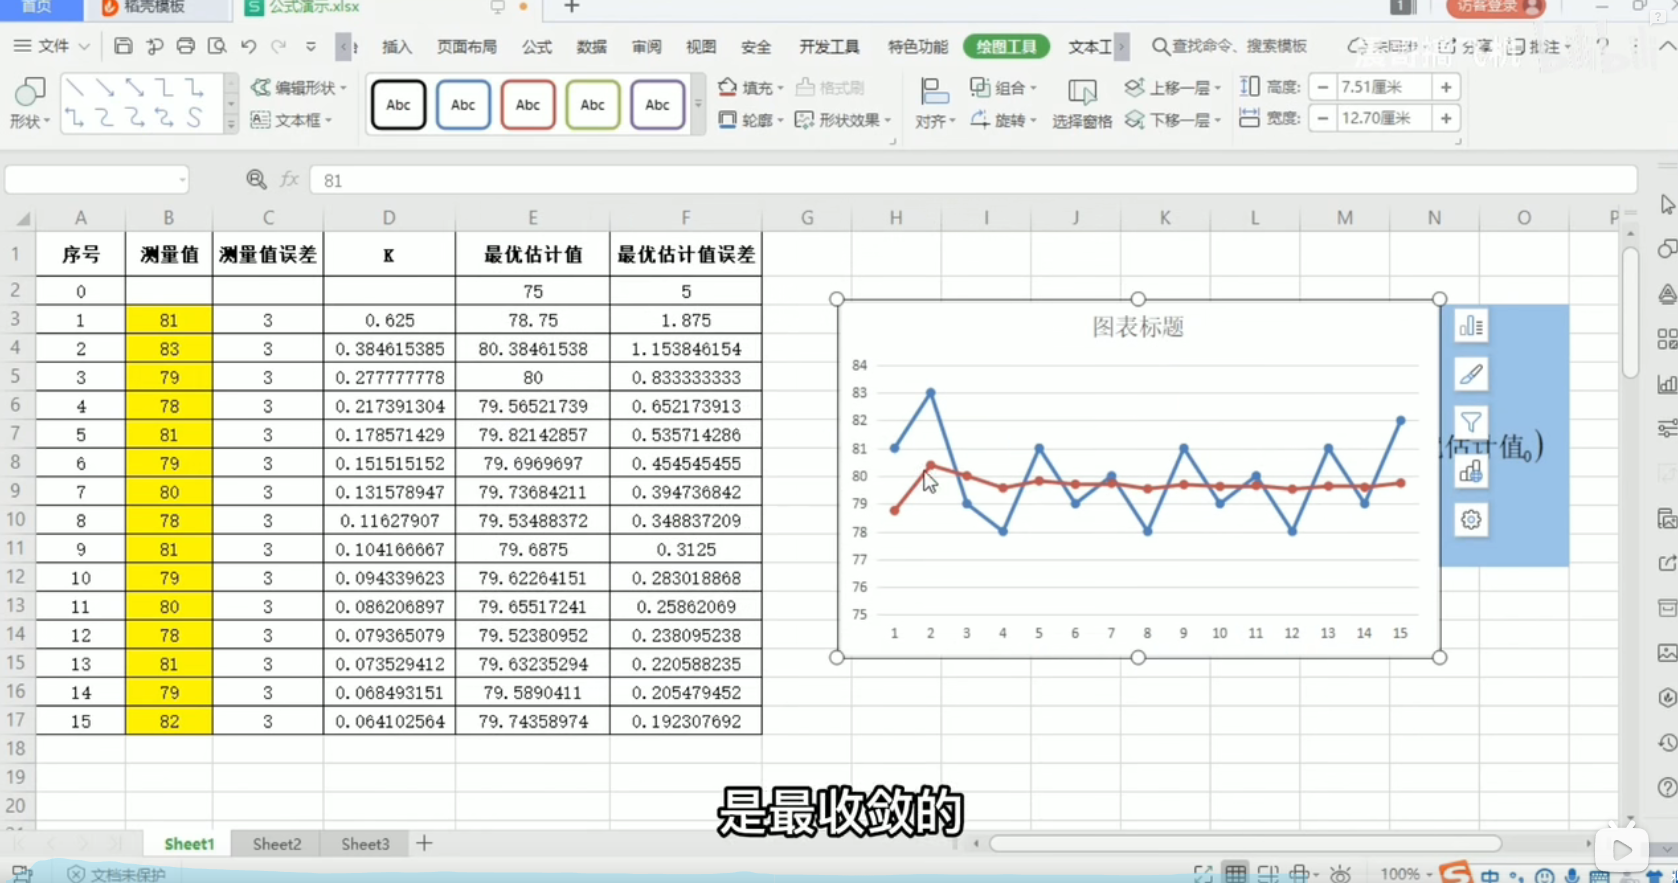 首页 稻壳模板 S 公式演示.xlsx + 1 访客登录
文件 插入 页面布局 公式 数据 审阅 视图 安全 开发工具 特色功能 绘图工具 文本工 查找命令、搜索模板 分享 批注
形状 编辑形状 文本框 Abc Abc Abc Abc Abc 填充 格式刷 轮廓 形状效果 对齐 组合 旋转 选择窗格 上移一层 下移一层 高度: 7.51厘米 宽度: 12.70厘米
fx 81
A B C D E F G H I J K L M N O P
1 序号 测量值 测量值误差 K 最优估计值 最优估计值误差
2 0 75 5
3 1 81 3 0.625 78.75 1.875
4 2 83 3 0.384615385 80.38461538 1.153846154
5 3 79 3 0.277777778 80 0.833333333
6 4 78 3 0.217391304 79.56521739 0.652173913
7 5 81 3 0.178571429 79.82142857 0.535714286
8 6 79 3 0.151515152 79.6969697 0.454545455
9 7 80 3 0.131578947 79.73684211 0.394736842
10 8 78 3 0.11627907 79.53488372 0.348837209
11 9 81 3 0.104166667 79.6875 0.3125
12 10 79 3 0.094339623 79.62264151 0.283018868
13 11 80 3 0.086206897 79.65517241 0.25862069
14 12 78 3 0.079365079 79.52380952 0.238095238
15 13 81 3 0.073529412 79.63235294 0.220588235
16 14 79 3 0.068493151 79.5890411 0.205479452
17 15 82 3 0.064102564 79.74358974 0.192307692
18
19
20
图表标题
84
83
82
81
80
79
78
77
76
75
1 2 3 4 5 6 7 8 9 10 11 12 13 14 15
估计值0)
是最收敛的
Sheet1 Sheet2 Sheet3 +
文档未保护 100% S 中